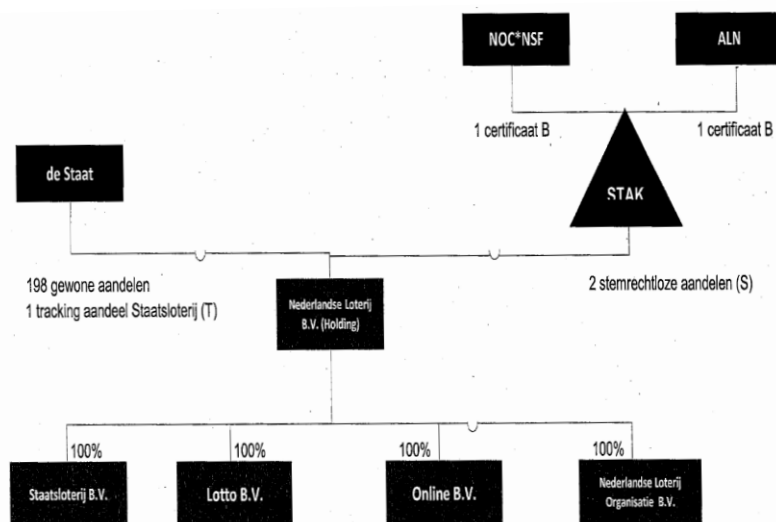 NOC*NSF
ALN
1 certificaat B
1 certificaat B
de Staat
STAK
198 gewone aandelen
1 tracking aandeel Staatsloterij (T)
2 stemrechtloze aandelen (S)
Nederlandse Loterij
B.V. (Holding)
100%
100%
100%
100%
Staatsloterij B.V.
Lotto B.V.
Online B.V.
Nederlandse Loterij
Organisatie B.V.